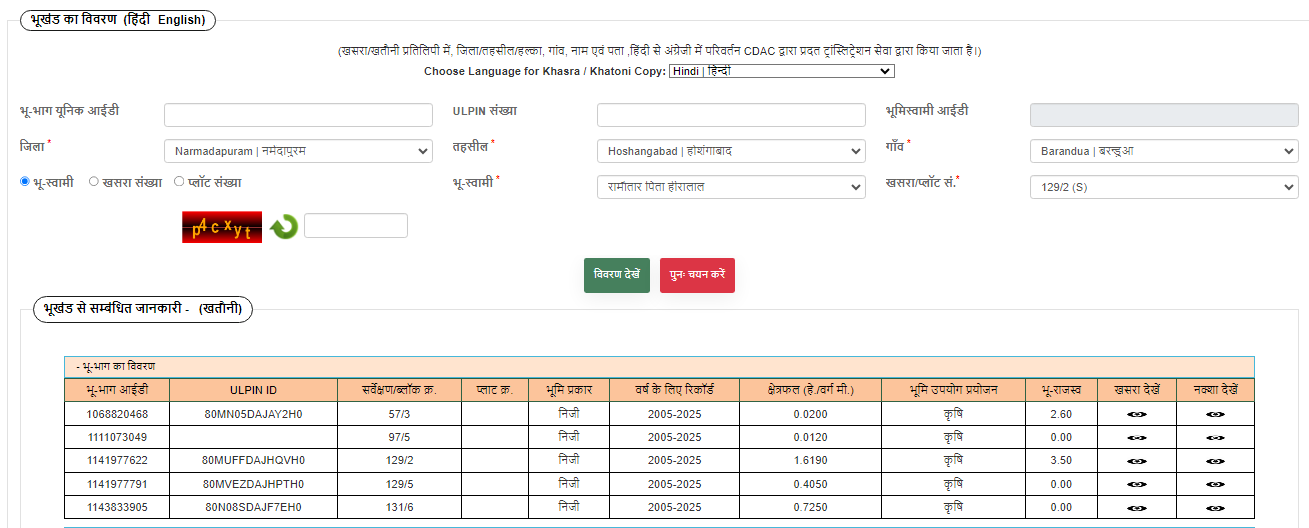 भूखंड का विवरण (हिंदी English)
(खसरा/खतौनी प्रतिलिपी में, जिला/तहसील/हल्का, गांव, नाम एवं पता ,हिंदी से अंग्रेजी में परिवर्तन CDAC द्वारा प्रदत ट्रांस्लिट्रेशन सेवा द्वारा किया जाता है।)
Choose Language for Khasra / Khatoni Copy: Hindi | हिन्दी
भू-भाग यूनिक आईडी ULPIN संख्या भूमिस्वामी आईडी
जिला * Narmadapuram | नर्मदापुरम तहसील * Hoshangabad | होशंगाबाद गाँव * Barandua | बरन्डुआ
भू-स्वामी खसरा संख्या प्लॉट संख्या भू-स्वामी * रामौतार पिता हीरालाल खसरा/प्लॉट सं.* 129/2 (S)
p4cxyt
विवरण देखें पुनः चयन करें
भूखंड से सम्बंधित जानकारी - (खतौनी)
- भू-भाग का विवरण
भू-भाग आईडी ULPIN ID सर्वेक्षण/ब्लॉक क्र. प्लाट क्र. भूमि प्रकार वर्ष के लिए रिकॉर्ड क्षेत्रफल (हे./वर्ग मी.) भूमि उपयोग प्रयोजन भू-राजस्व खसरा देखें नक्शा देखें
1068820468 80MN05DAJAY2H0 57/3 निजी 2005-2025 0.0200 कृषि 2.60
1111073049 97/5 निजी 2005-2025 0.0120 कृषि 0.00
1141977622 80MUFFDAJHQVH0 129/2 निजी 2005-2025 1.6190 कृषि 3.50
1141977791 80MVEZDAJHPTH0 129/5 निजी 2005-2025 0.4050 कृषि 0.00
1143833905 80N08SDAJF7EH0 131/6 निजी 2005-2025 0.7250 कृषि 0.00